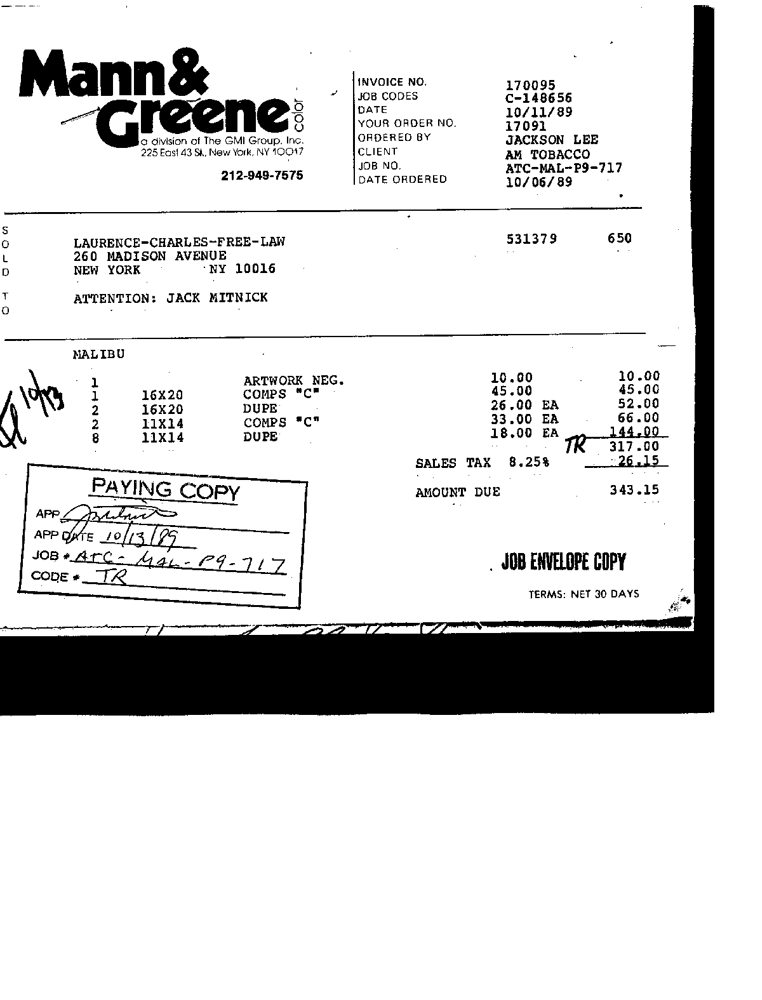 Mann&
Greene color
a division of The GMI Group, Inc.
225 East 43 St., New York, NY 10017
212-949-7575
INVOICE NO. 170095
JOB CODES C-148656
DATE 10/11/89
YOUR ORDER NO. 17091
ORDERED BY JACKSON LEE
CLIENT AM TOBACCO
JOB NO. ATC-MAL-P9-717
DATE ORDERED 10/06/89
SOLD TO
LAURENCE-CHARLES-FREE-LAW 531379 650
260 MADISON AVENUE
NEW YORK NY 10016
ATTENTION: JACK MITNICK
MALIBU
10/13
1 ARTWORK NEG. 10.00 10.00
1 16X20 COMPS "C" 45.00 45.00
2 16X20 DUPE 26.00 EA 52.00
2 11X14 COMPS "C" 33.00 EA 66.00
8 11X14 DUPE 18.00 EA 144.00
TR 317.00
SALES TAX 8.25% 26.15
AMOUNT DUE 343.15
PAYING COPY
APP
APP DATE 10/13/89
JOB # ATC-MAL-P9-717
CODE # TR
JOB ENVELOPE COPY
TERMS: NET 30 DAYS